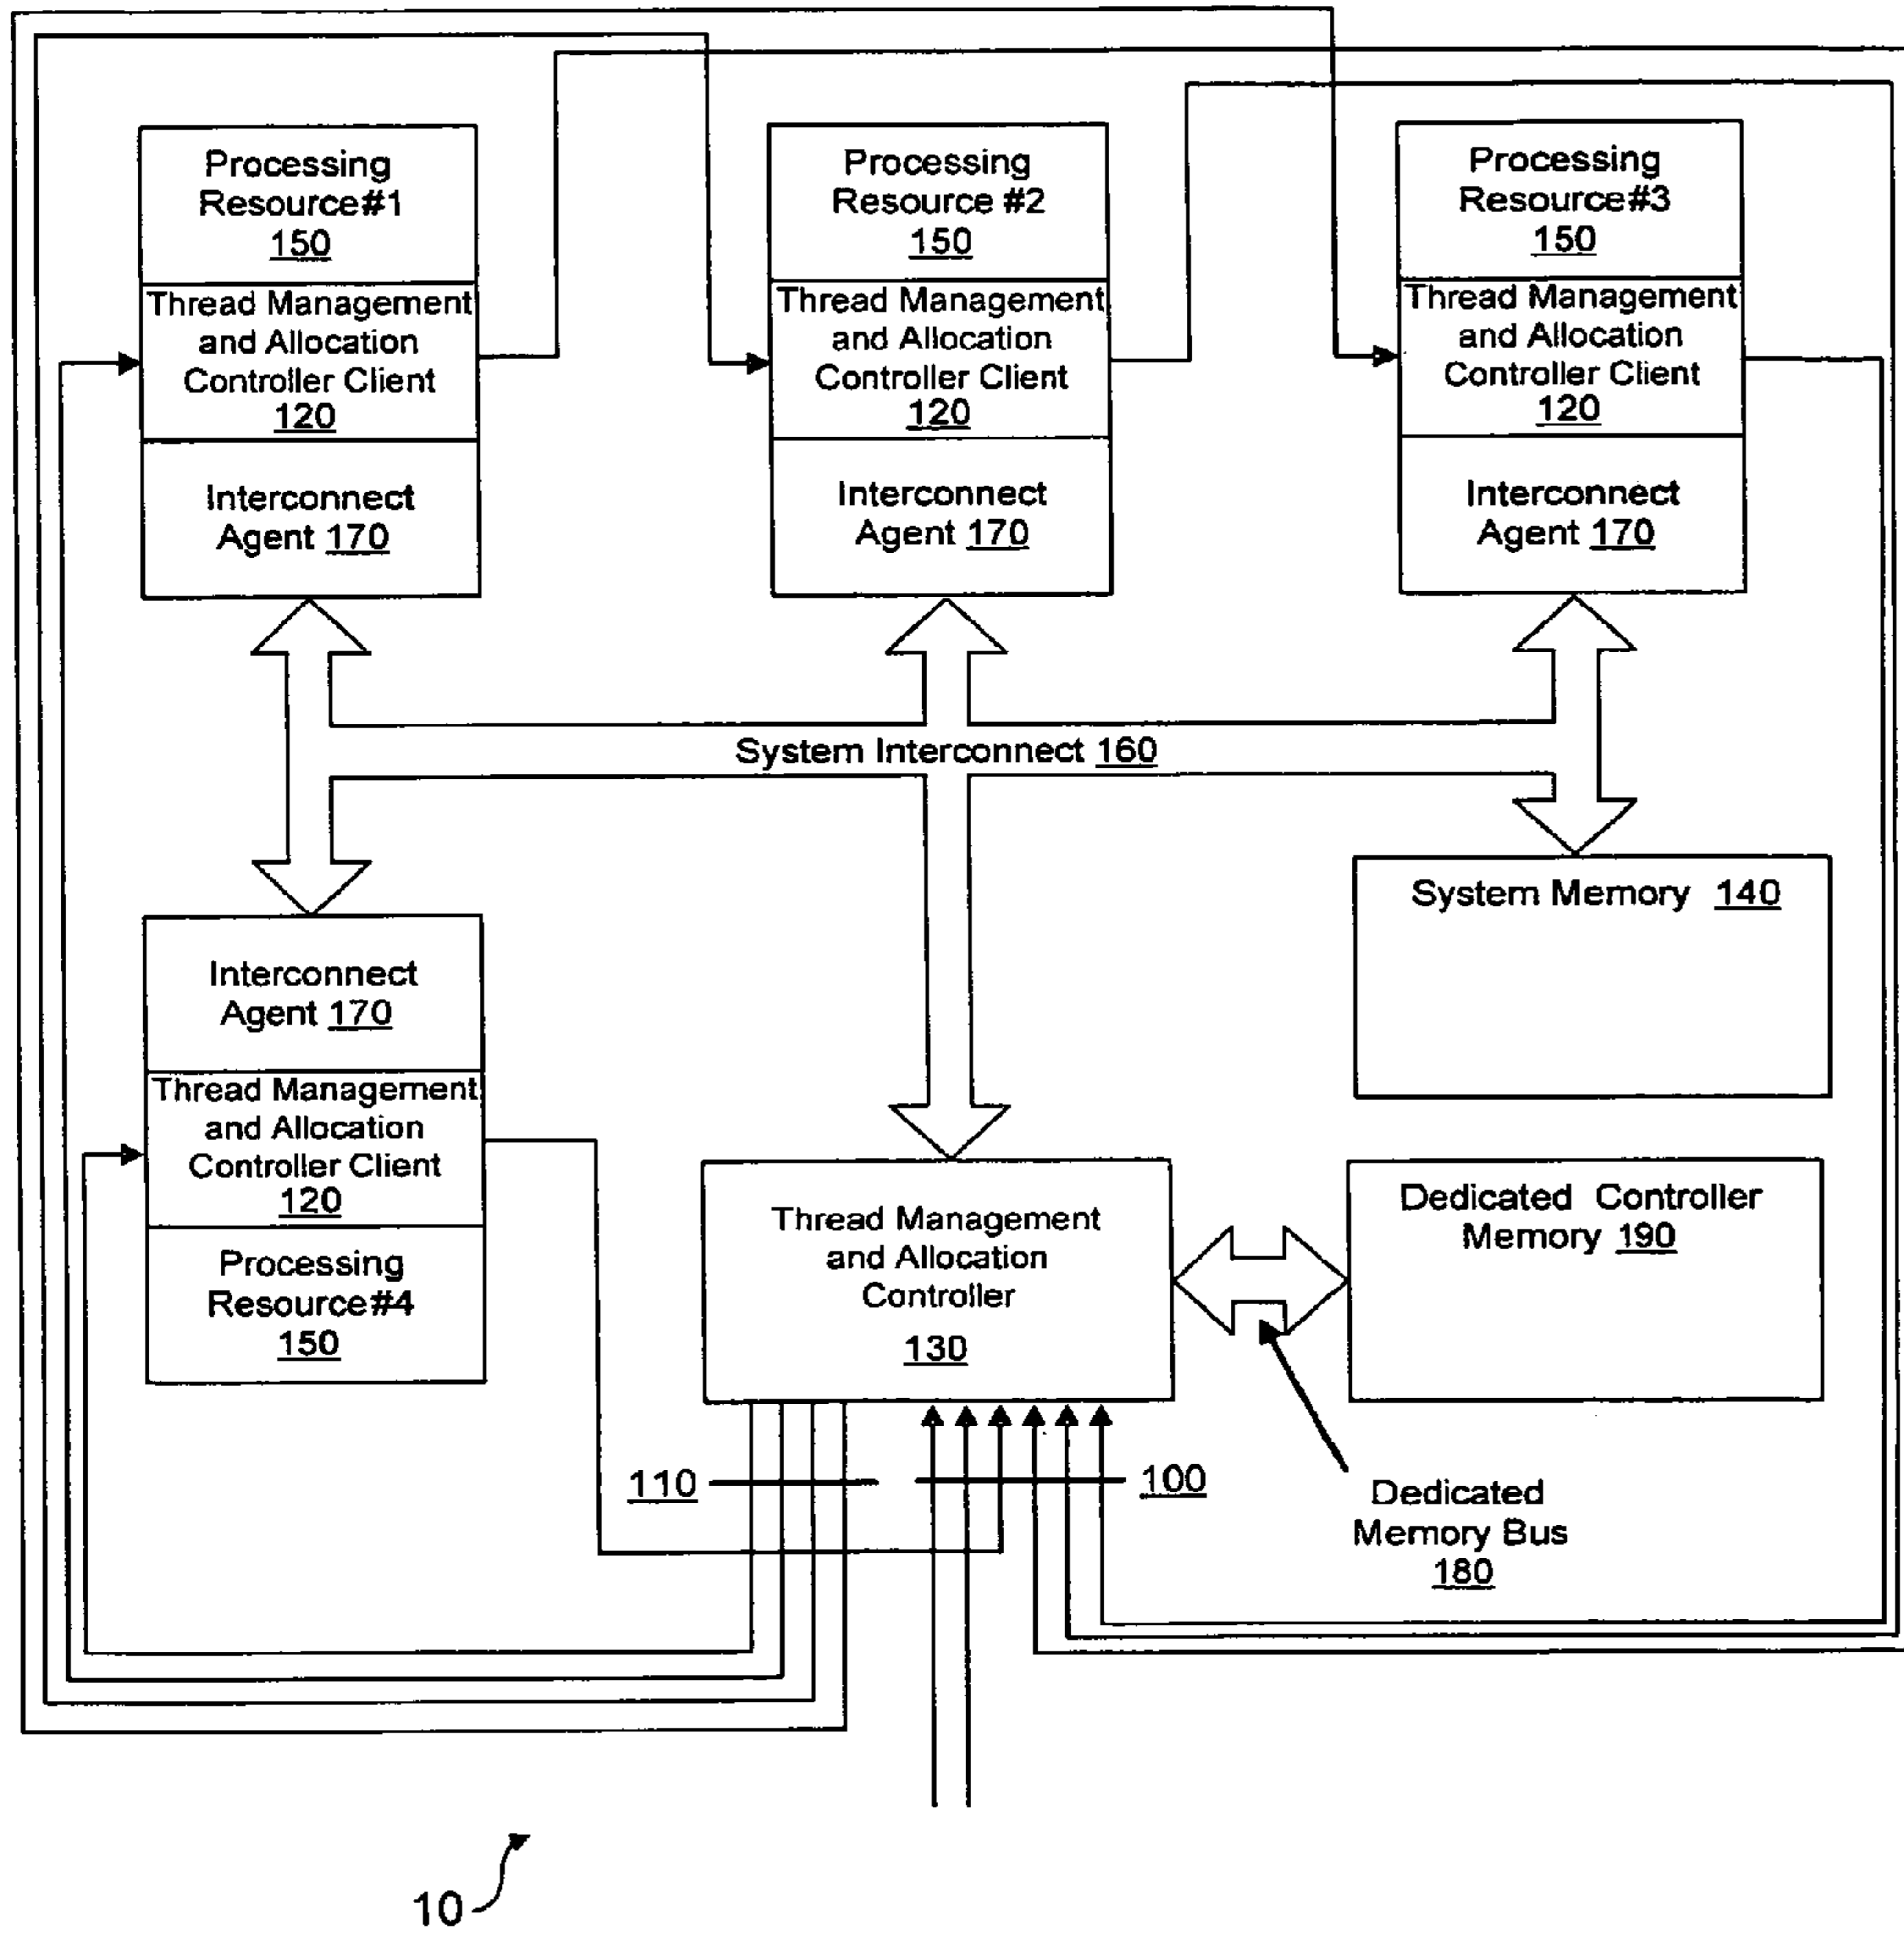 Processing
Resource#1
150
Thread Management
and Allocation
Controller Client
120
Interconnect
Agent 170
Processing
Resource #2
150
Thread Management
and Allocation
Controller Client
120
Interconnect
Agent 170
Processing
Resource#3
150
Thread Management
and Allocation
Controller Client
120
Interconnect
Agent 170
System Interconnect 160
Interconnect
Agent 170
Thread Management
and Allocation
Controller Client
120
Processing
Resource#4
150
System Memory 140
Thread Management
and Allocation
Controller
130
Dedicated Controller
Memory 190
110
100
Dedicated
Memory Bus
180
10